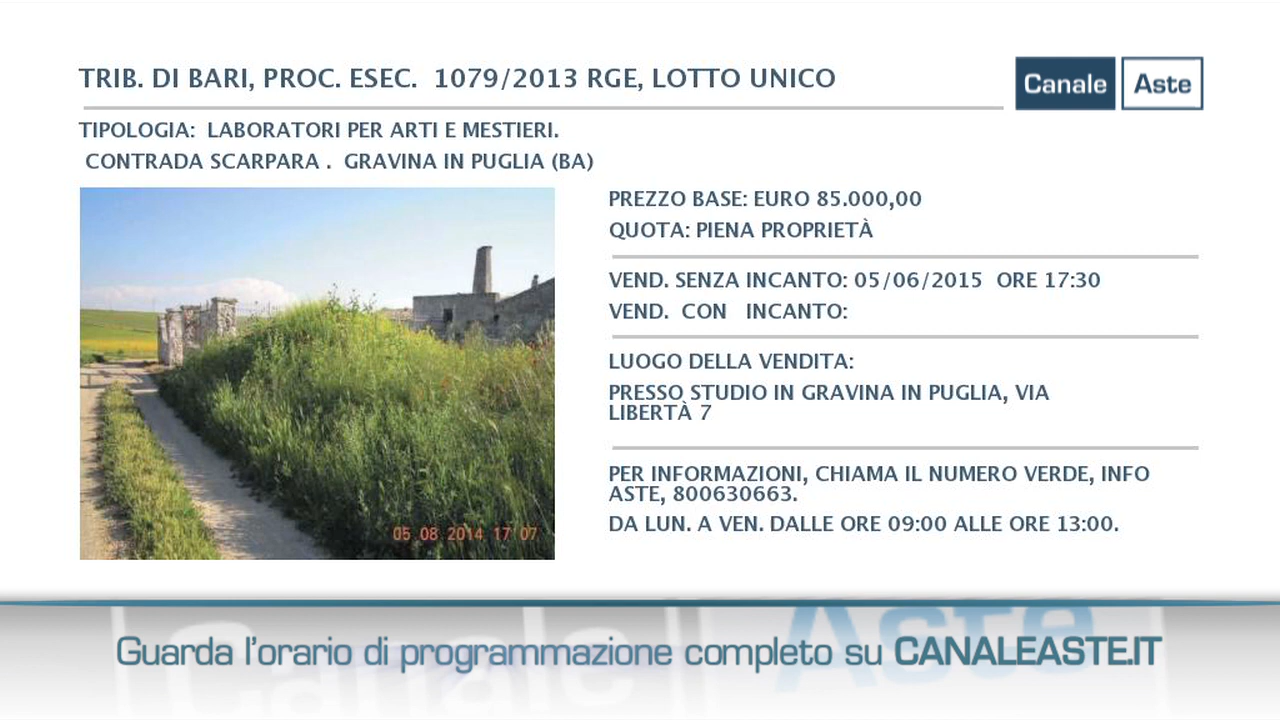 TRIB. DI BARI, PROC. ESEC.  1079/2013 RGE, LOTTO UNICO
Canale Aste
TIPOLOGIA:  LABORATORI PER ARTI E MESTIERI.
CONTRADA SCARPARA .  GRAVINA IN PUGLIA (BA)
PREZZO BASE: EURO 85.000,00
QUOTA: PIENA PROPRIETÀ
VEND. SENZA INCANTO: 05/06/2015  ORE 17:30
VEND.  CON   INCANTO:
LUOGO DELLA VENDITA:
PRESSO STUDIO IN GRAVINA IN PUGLIA, VIA
LIBERTÀ 7
PER INFORMAZIONI, CHIAMA IL NUMERO VERDE, INFO
ASTE, 800630663.
DA LUN. A VEN. DALLE ORE 09:00 ALLE ORE 13:00.
05 08 2014 17 07
Guarda l'orario di programmazione completo su CANALEASTE.IT
Canale Aste